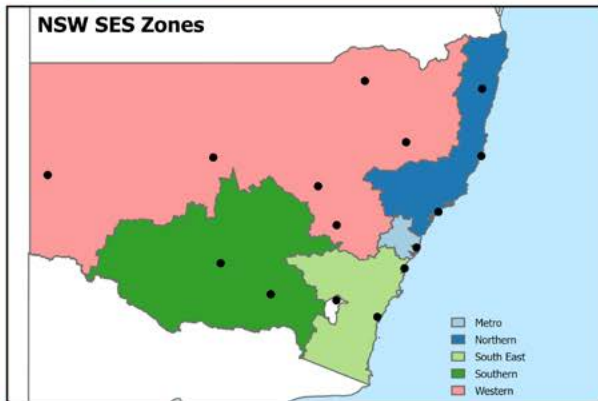 NSW SES Zones
Metro
Northern
South East
Southern
Western